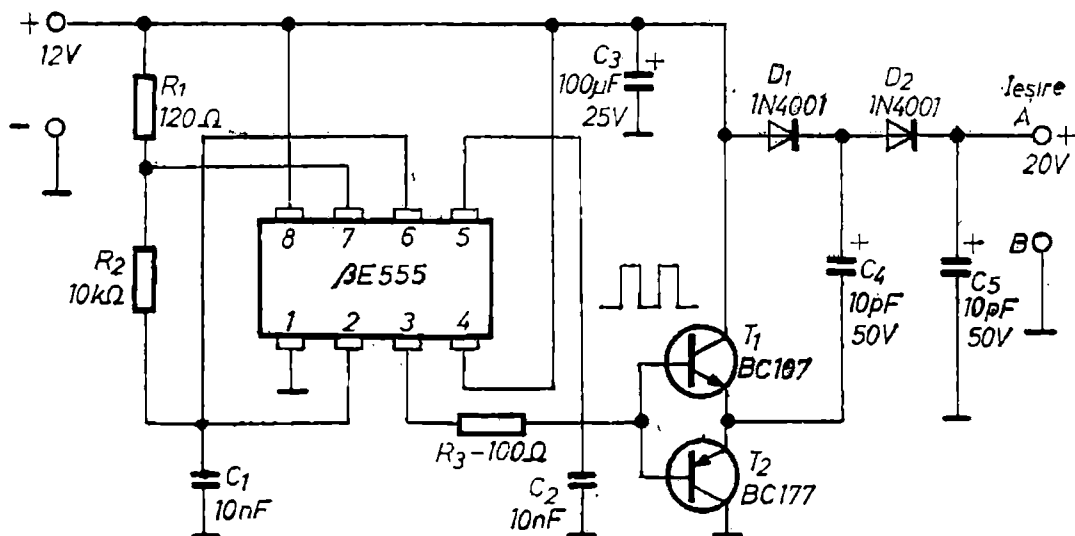 +
12V
-
R1
120Ω
R2
10kΩ
8 7 6 5
βE555
1 2 3 4
C1
10nF
R3-100Ω
C2
10nF
C3 +
100μF
25V
D1
1N4001
D2
1N4001
Ieșire
A
+
20V
B
+
C4
10pF
50V
+
C5
10pF
50V
T1
BC107
T2
BC177